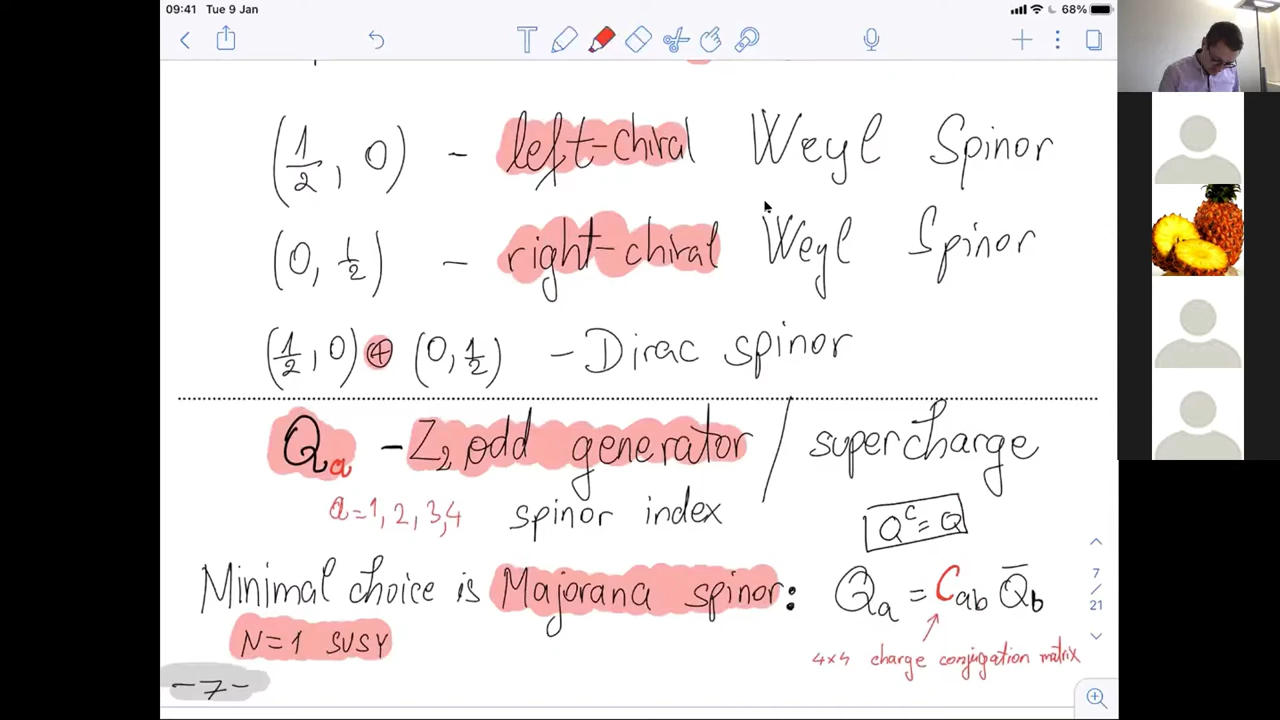 09:41 Tue 9 Jan
68%
(1/2, 0) - left-chiral Weyl Spinor
(0, 1/2) - right-chiral Weyl Spinor
(1/2, 0) ⊕ (0, 1/2) - Dirac spinor
Qa - Z2 odd generator / supercharge
a=1, 2, 3, 4 spinor index
Q^C = Q
Minimal choice is Majorana spinor: Qa = Cab Q̄b
N=1 SUSY
4×4 charge conjugation matrix
-7-
7
/
21